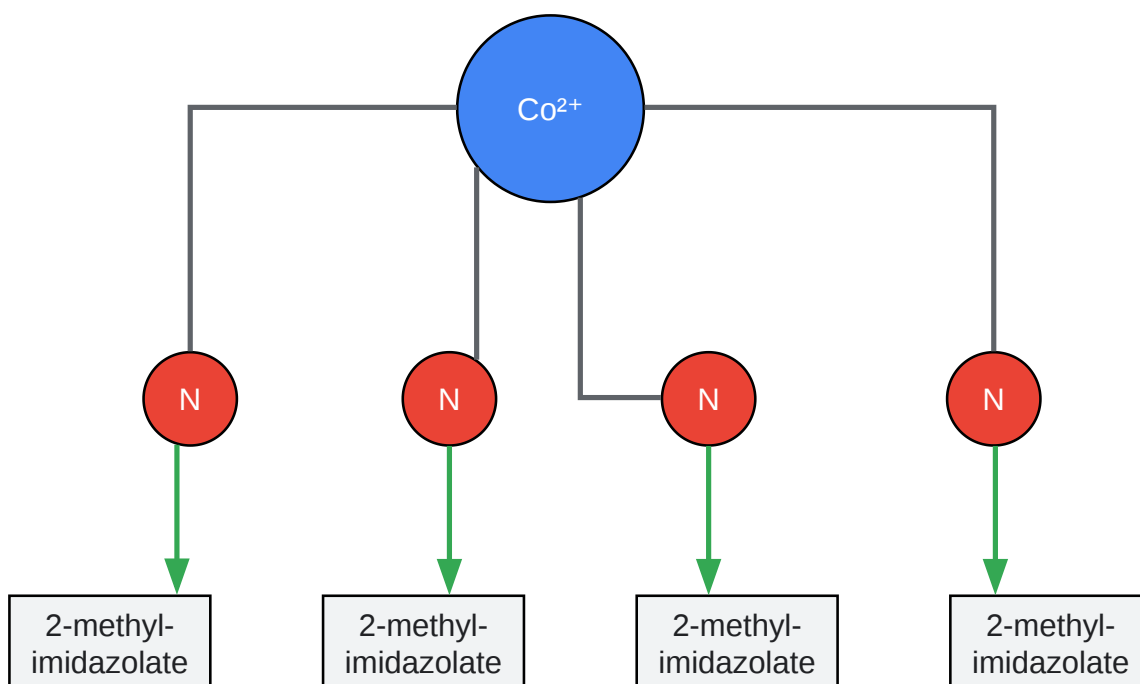 Co²⁺
N
N
N
N
2-methyl-
imidazolate
2-methyl-
imidazolate
2-methyl-
imidazolate
2-methyl-
imidazolate